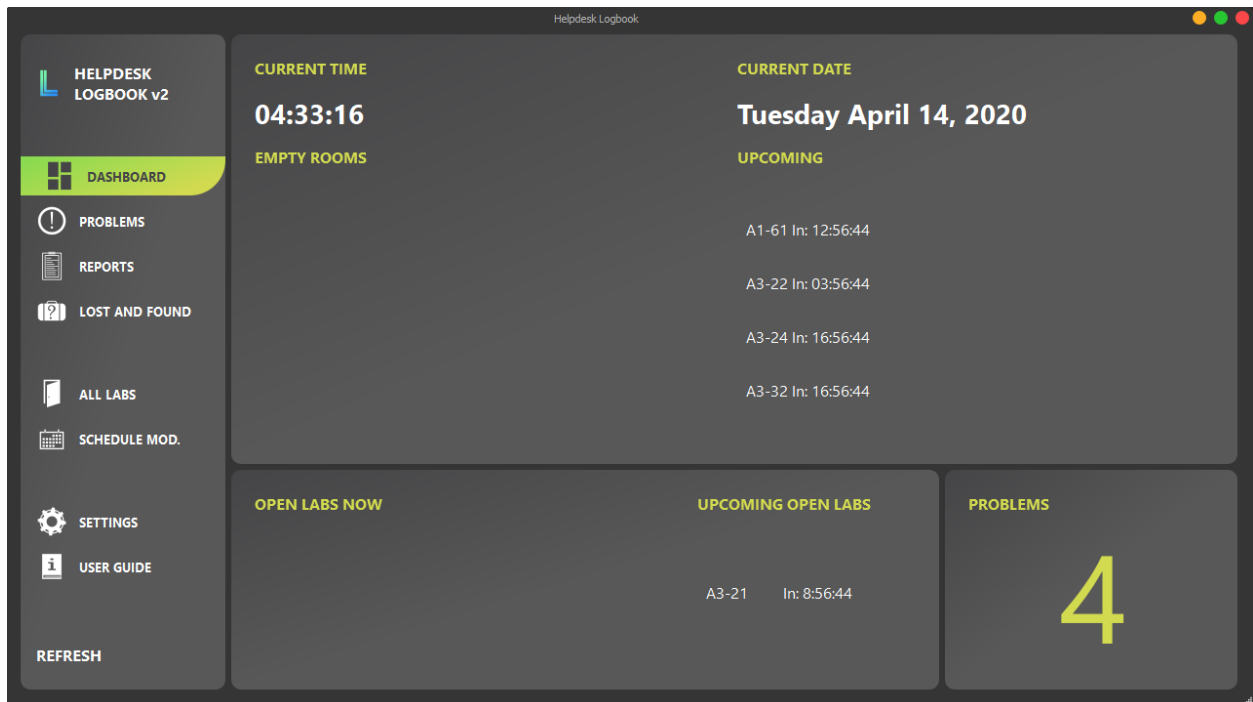 Helpdesk Logbook
HELPDESK
LOGBOOK v2
DASHBOARD
PROBLEMS
REPORTS
LOST AND FOUND
ALL LABS
SCHEDULE MOD.
SETTINGS
USER GUIDE
REFRESH
CURRENT TIME
04:33:16
EMPTY ROOMS
CURRENT DATE
Tuesday April 14, 2020
UPCOMING
A1-61 In: 12:56:44
A3-22 In: 03:56:44
A3-24 In: 16:56:44
A3-32 In: 16:56:44
OPEN LABS NOW
UPCOMING OPEN LABS
A3-21 In: 8:56:44
PROBLEMS
4